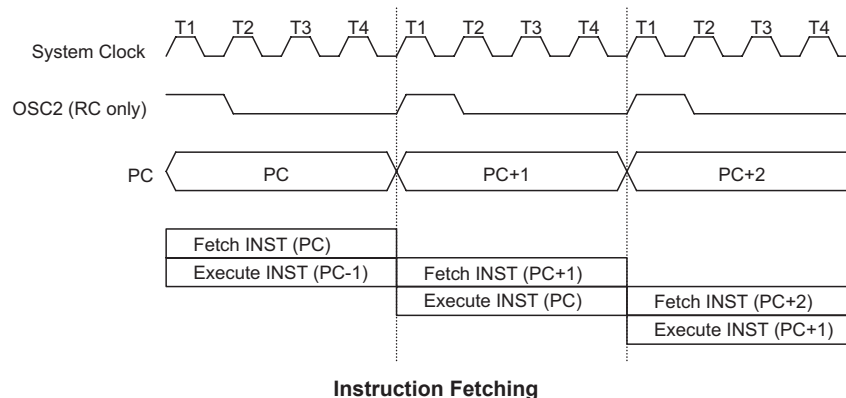 T1 T2 T3 T4 T1 T2 T3 T4 T1 T2 T3 T4
System Clock
OSC2 (RC only)
PC PC PC+1 PC+2
Fetch INST (PC)
Execute INST (PC-1) Fetch INST (PC+1)
Execute INST (PC) Fetch INST (PC+2)
Execute INST (PC+1)
Instruction Fetching